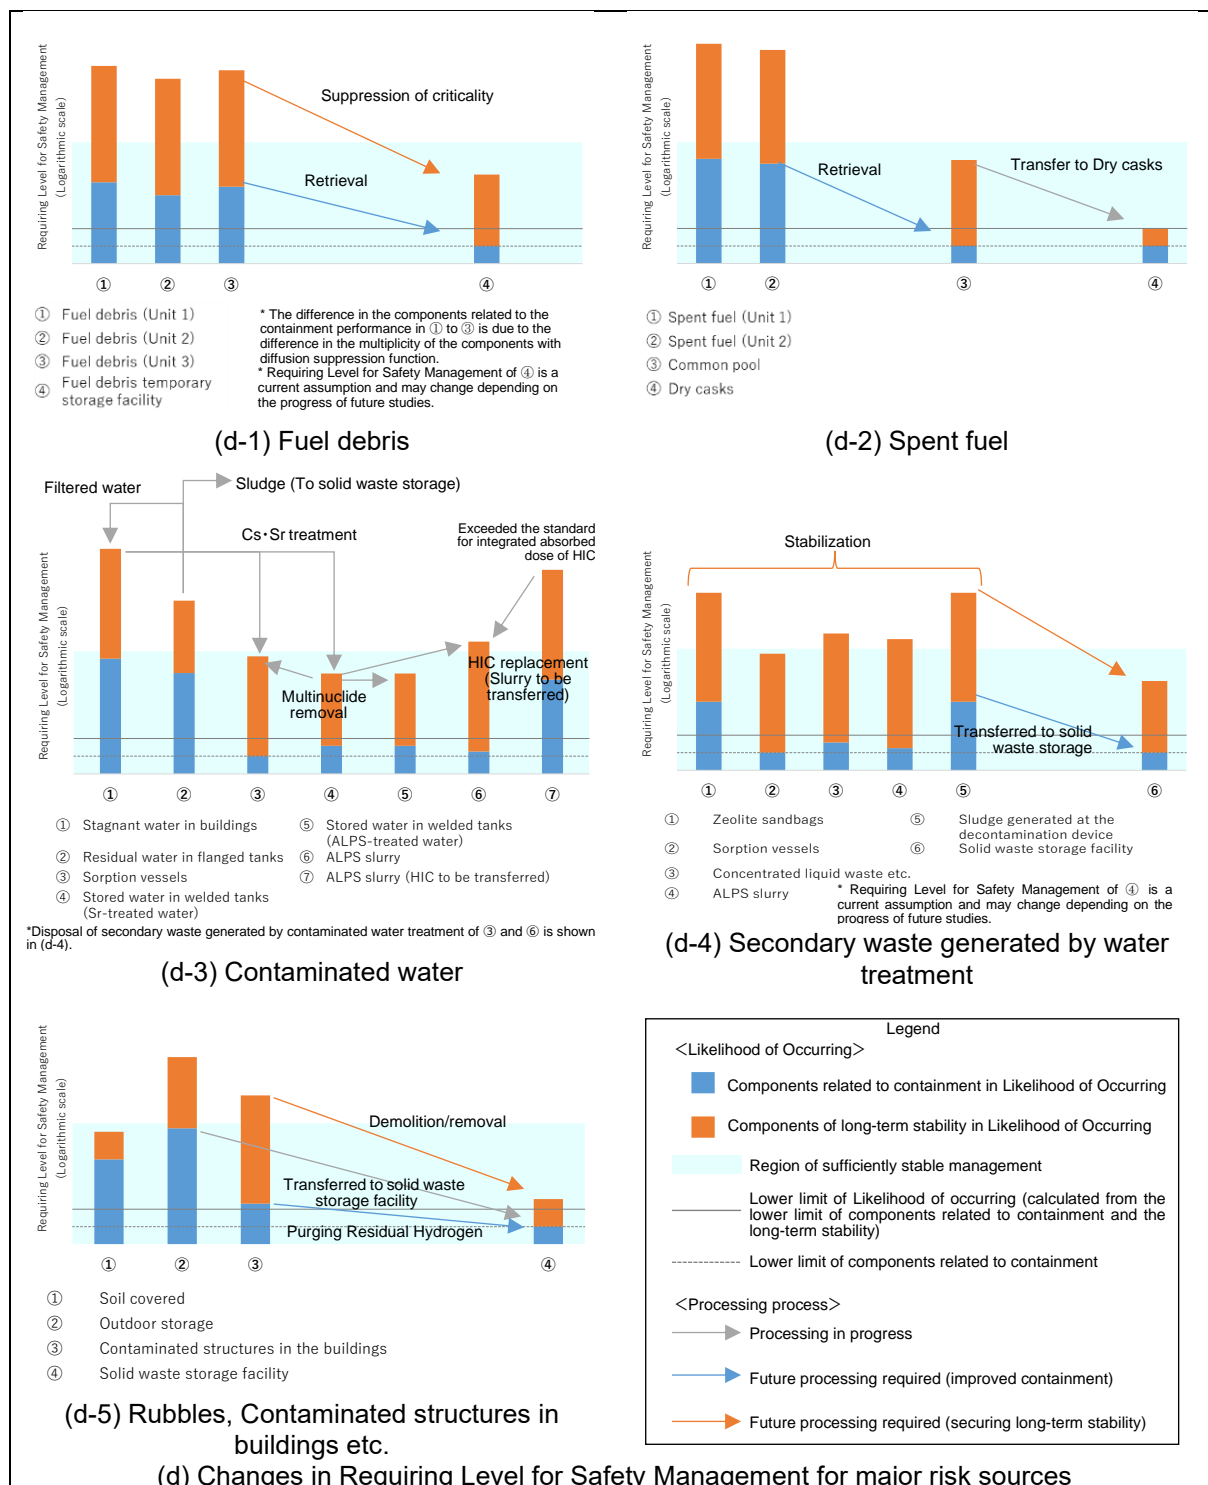 Requiring Level for Safety Management
(Logarithmic scale)
Suppression of criticality
Retrieval
① ② ③ ④
① Fuel debris (Unit 1)
② Fuel debris (Unit 2)
③ Fuel debris (Unit 3)
④ Fuel debris temporary
storage facility
* The difference in the components related to the
containment performance in ① to ③ is due to the
difference in the multiplicity of the components with
diffusion suppression function.
* Requiring Level for Safety Management of ④ is a
current assumption and may change depending on
the progress of future studies.
(d-1) Fuel debris
Requiring Level for Safety Management
(Logarithmic scale)
Retrieval
Transfer to Dry casks
① ② ③ ④
① Spent fuel (Unit 1)
② Spent fuel (Unit 2)
③ Common pool
④ Dry casks
(d-2) Spent fuel
Requiring Level for Safety Management
(Logarithmic scale)
Filtered water
Sludge (To solid waste storage)
Cs・Sr treatment
Exceeded the standard
for integrated absorbed
dose of HIC
Multinuclide
removal
HIC replacement
(Slurry to be
transferred)
① ② ③ ④ ⑤ ⑥ ⑦
① Stagnant water in buildings
② Residual water in flanged tanks
③ Sorption vessels
④ Stored water in welded tanks
(Sr-treated water)
⑤ Stored water in welded tanks
(ALPS-treated water)
⑥ ALPS slurry
⑦ ALPS slurry (HIC to be transferred)
*Disposal of secondary waste generated by contaminated water treatment of ③ and ⑥ is shown
in (d-4).
(d-3) Contaminated water
Requiring Level for Safety Management
(Logarithmic scale)
Stabilization
Transferred to solid
waste storage
① ② ③ ④ ⑤ ⑥
① Zeolite sandbags
② Sorption vessels
③ Concentrated liquid waste etc.
④ ALPS slurry
⑤ Sludge generated at the
decontamination device
⑥ Solid waste storage facility
* Requiring Level for Safety Management of ④ is a
current assumption and may change depending on the
progress of future studies.
(d-4) Secondary waste generated by water
treatment
Requiring Level for Safety Management
(Logarithmic scale)
Demolition/removal
Transferred to solid waste
storage facility
Purging Residual Hydrogen
① ② ③ ④
① Soil covered
② Outdoor storage
③ Contaminated structures in the buildings
④ Solid waste storage facility
(d-5) Rubbles, Contaminated structures in
buildings etc.
Legend
＜Likelihood of Occurring＞
Components related to containment in Likelihood of Occurring
Components of long-term stability in Likelihood of Occurring
Region of sufficiently stable management
Lower limit of Likelihood of occurring (calculated from the
lower limit of components related to containment and the
long-term stability)
Lower limit of components related to containment
＜Processing process＞
Processing in progress
Future processing required (improved containment)
Future processing required (securing long-term stability)
(d) Changes in Requiring Level for Safety Management for major risk sources